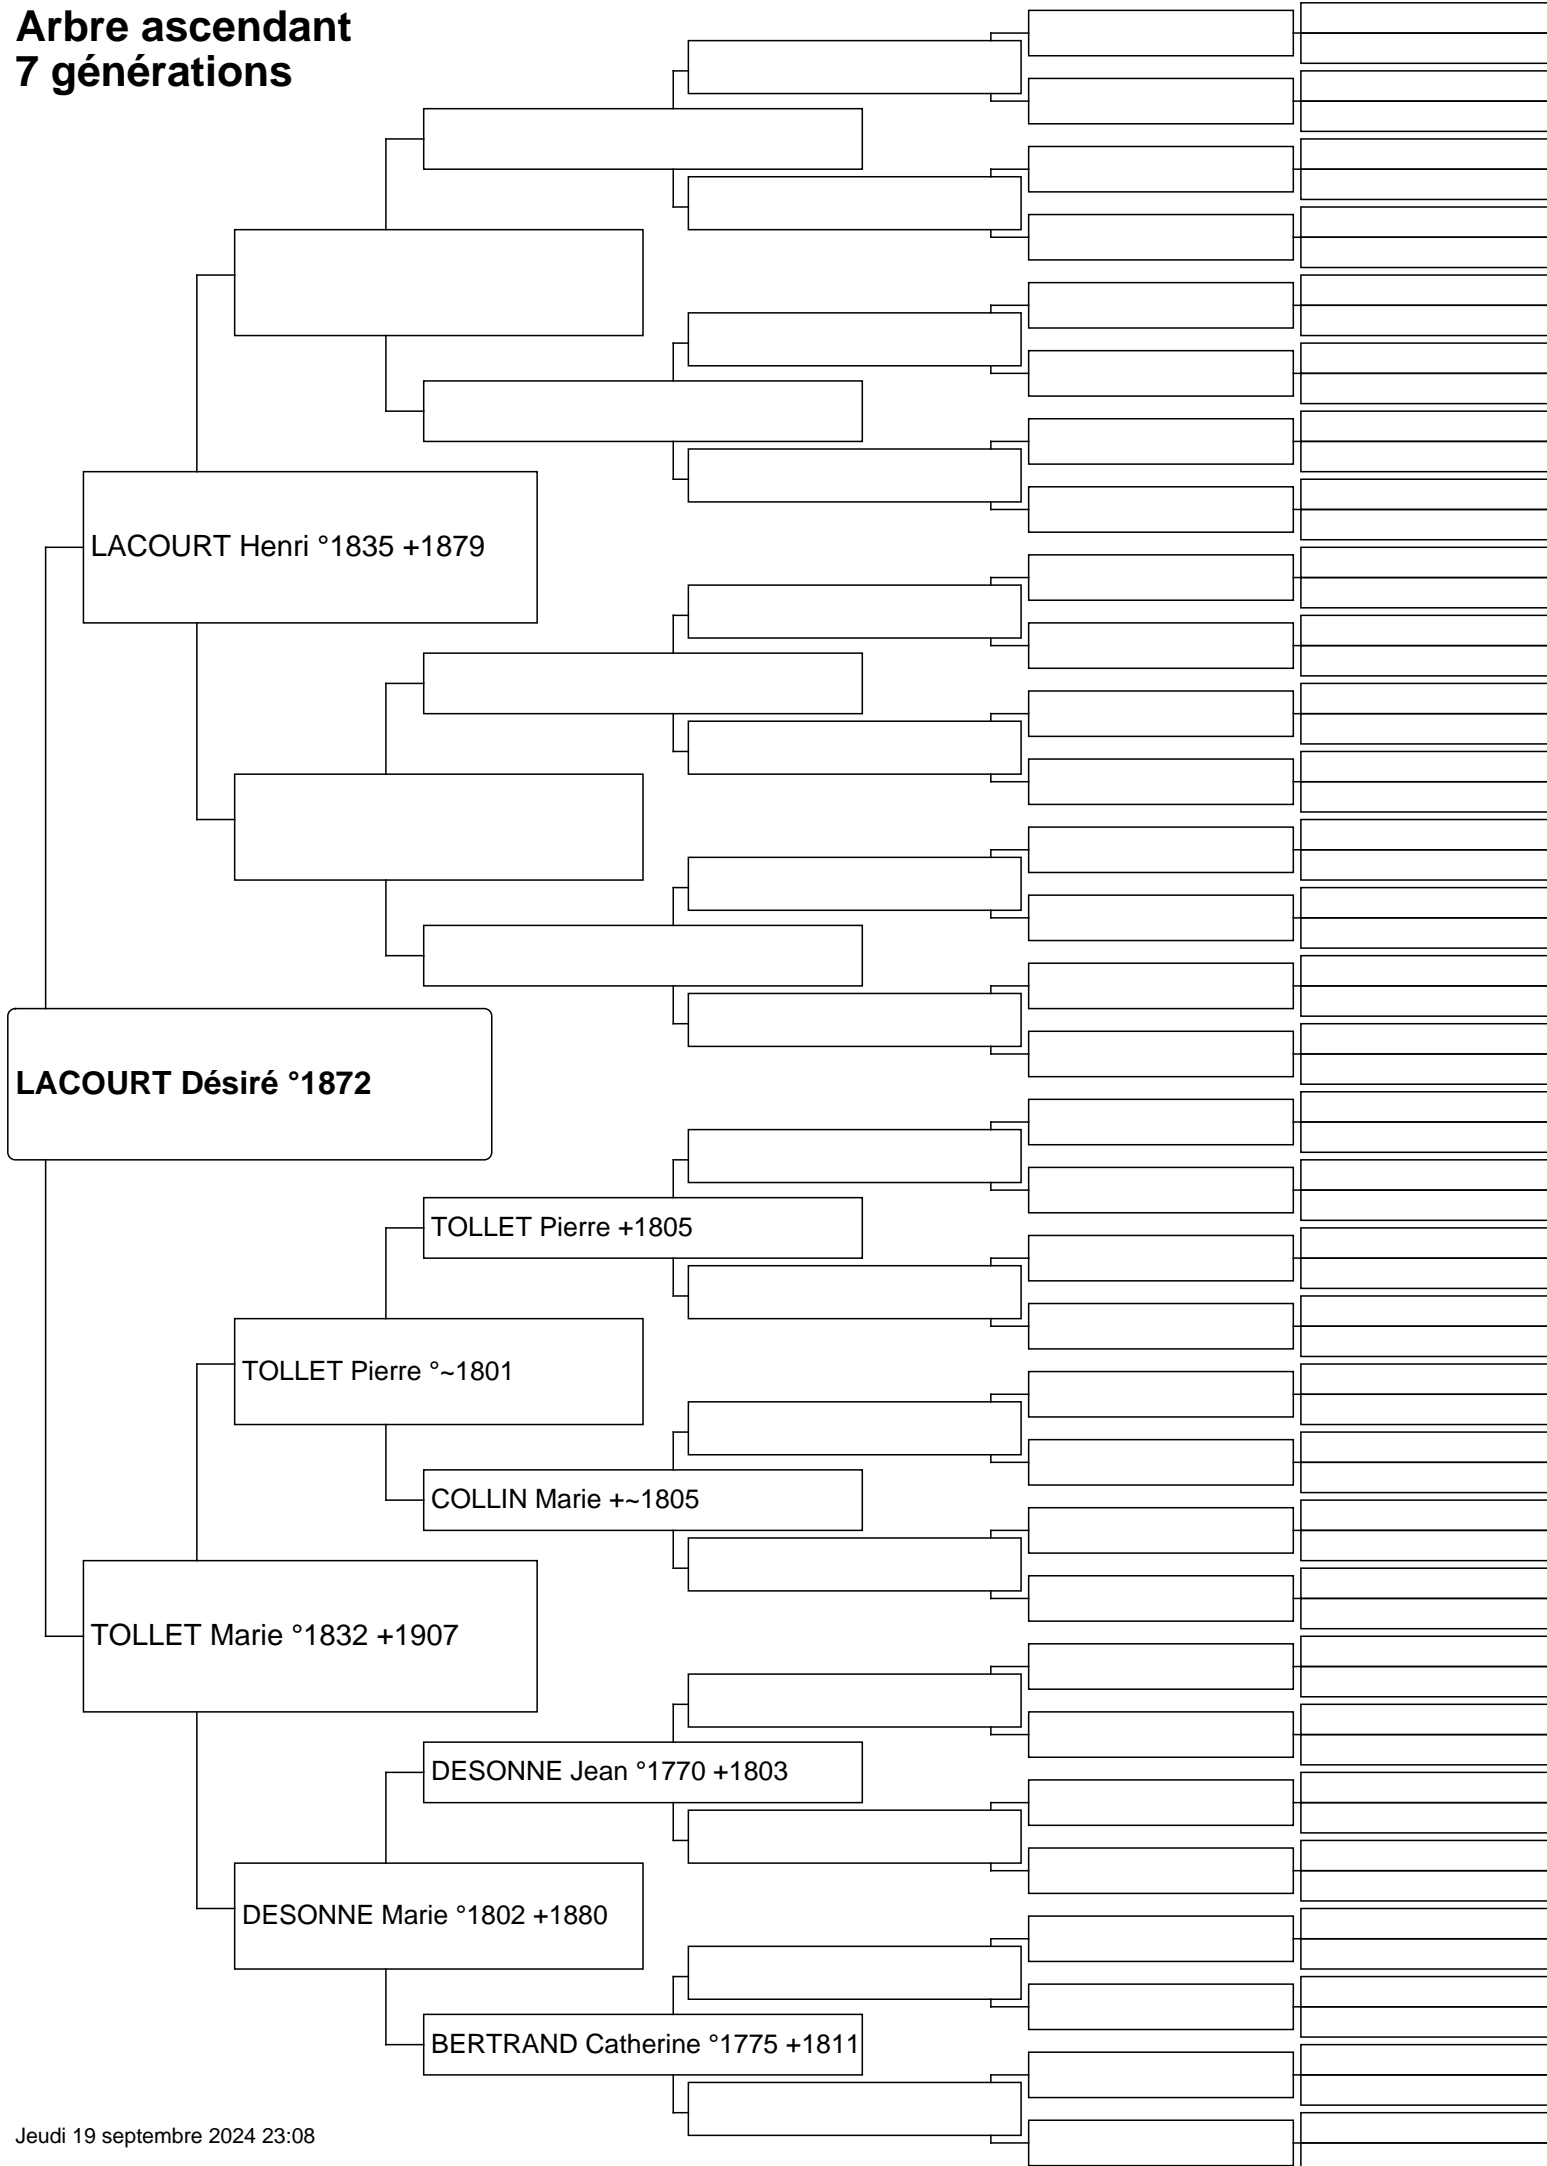 Arbre ascendant
7 générations
LACOURT Henri °1835 +1879
LACOURT Désiré °1872
TOLLET Pierre +1805
TOLLET Pierre °~1801
COLLIN Marie +~1805
TOLLET Marie °1832 +1907
DESONNE Jean °1770 +1803
DESONNE Marie °1802 +1880
BERTRAND Catherine °1775 +1811
Jeudi 19 septembre 2024 23:08